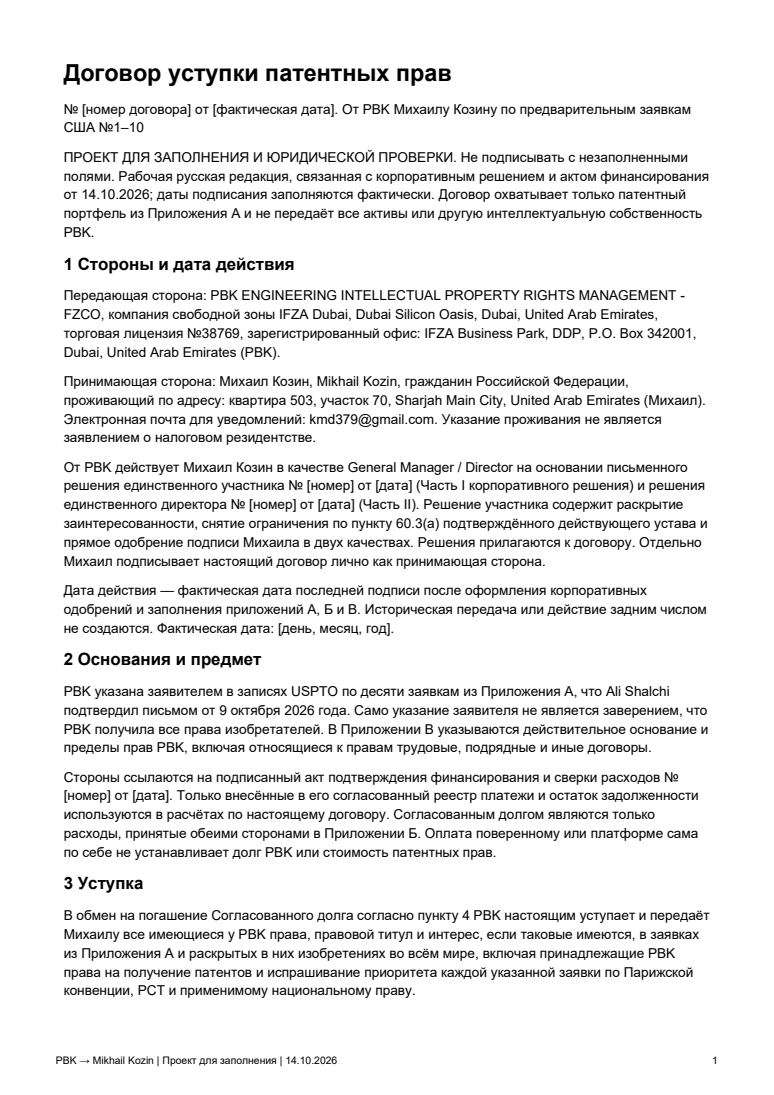 Договор уступки патентных прав
№ [номер договора] от [фактическая дата]. От PBK Михаилу Козину по предварительным заявкам
США №1–10
ПРОЕКТ ДЛЯ ЗАПОЛНЕНИЯ И ЮРИДИЧЕСКОЙ ПРОВЕРКИ. Не подписывать с незаполненными
полями. Рабочая русская редакция, связанная с корпоративным решением и актом финансирования
от 14.10.2026; даты подписания заполняются фактически. Договор охватывает только патентный
портфель из Приложения А и не передаёт все активы или другую интеллектуальную собственность
PBK.
1 Стороны и дата действия
Передающая сторона: PBK ENGINEERING INTELLECTUAL PROPERTY RIGHTS MANAGEMENT -
FZCO, компания свободной зоны IFZA Dubai, Dubai Silicon Oasis, Dubai, United Arab Emirates,
торговая лицензия №38769, зарегистрированный офис: IFZA Business Park, DDP, P.O. Box 342001,
Dubai, United Arab Emirates (PBK).
Принимающая сторона: Михаил Козин, Mikhail Kozin, гражданин Российской Федерации,
проживающий по адресу: квартира 503, участок 70, Sharjah Main City, United Arab Emirates (Михаил).
Электронная почта для уведомлений: kmd379@gmail.com. Указание проживания не является
заявлением о налоговом резидентстве.
От PBK действует Михаил Козин в качестве General Manager / Director на основании письменного
решения единственного участника № [номер] от [дата] (Часть I корпоративного решения) и решения
единственного директора № [номер] от [дата] (Часть II). Решение участника содержит раскрытие
заинтересованности, снятие ограничения по пункту 60.3(a) подтверждённого действующего устава и
прямое одобрение подписи Михаила в двух качествах. Решения прилагаются к договору. Отдельно
Михаил подписывает настоящий договор лично как принимающая сторона.
Дата действия — фактическая дата последней подписи после оформления корпоративных
одобрений и заполнения приложений А, Б и В. Историческая передача или действие задним числом
не создаются. Фактическая дата: [день, месяц, год].
2 Основания и предмет
PBK указана заявителем в записях USPTO по десяти заявкам из Приложения А, что Ali Shalchi
подтвердил письмом от 9 октября 2026 года. Само указание заявителя не является заверением, что
PBK получила все права изобретателей. В Приложении В указываются действительное основание и
пределы прав PBK, включая относящиеся к правам трудовые, подрядные и иные договоры.
Стороны ссылаются на подписанный акт подтверждения финансирования и сверки расходов №
[номер] от [дата]. Только внесённые в его согласованный реестр платежи и остаток задолженности
используются в расчётах по настоящему договору. Согласованным долгом являются только
расходы, принятые обеими сторонами в Приложении Б. Оплата поверенному или платформе сама
по себе не устанавливает долг PBK или стоимость патентных прав.
3 Уступка
В обмен на погашение Согласованного долга согласно пункту 4 PBK настоящим уступает и передаёт
Михаилу все имеющиеся у PBK права, правовой титул и интерес, если таковые имеются, в заявках
из Приложения А и раскрытых в них изобретениях во всём мире, включая принадлежащие PBK
права на получение патентов и испрашивание приоритета каждой указанной заявки по Парижской
конвенции, PCT и применимому национальному праву.
PBK → Mikhail Kozin | Проект для заполнения | 14.10.2026
1